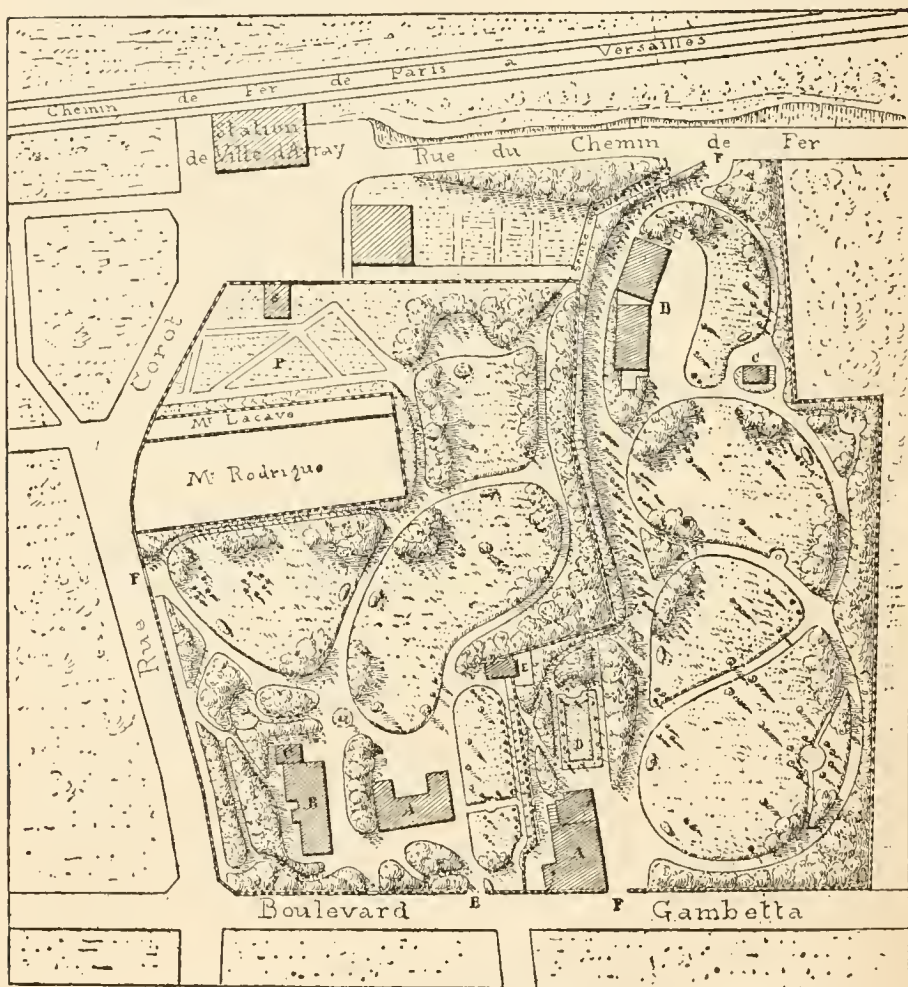 Chemin de Fer de Paris a Versailles
Station
de Ville d'Avray
Rue du Chemin de Fer
F
B
C
Rue Corot
P
Mr Lacave
Mr Rodrigue
F
E
D
C
B
A
A
Boulevard
E
F
Gambetta